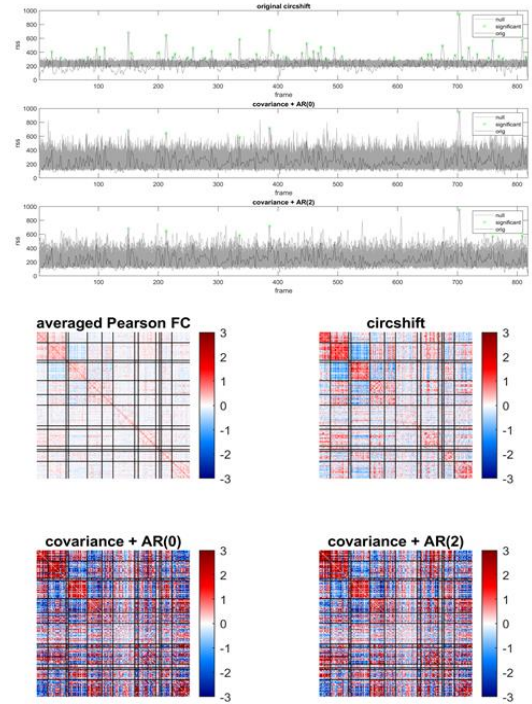 original circshift
1000
800
600
400
200
0
rss
null
significant
orig
100 200 300 400 500 600 700 800
frame
covariance + AR(0)
1000
800
600
400
200
0
rss
null
significant
orig
100 200 300 400 500 600 700 800
frame
covariance + AR(2)
1000
800
600
400
200
0
rss
null
significant
orig
100 200 300 400 500 600 700 800
frame
averaged Pearson FC
3
2
1
0
-1
-2
-3
circshift
3
2
1
0
-1
-2
-3
covariance + AR(0)
3
2
1
0
-1
-2
-3
covariance + AR(2)
3
2
1
0
-1
-2
-3